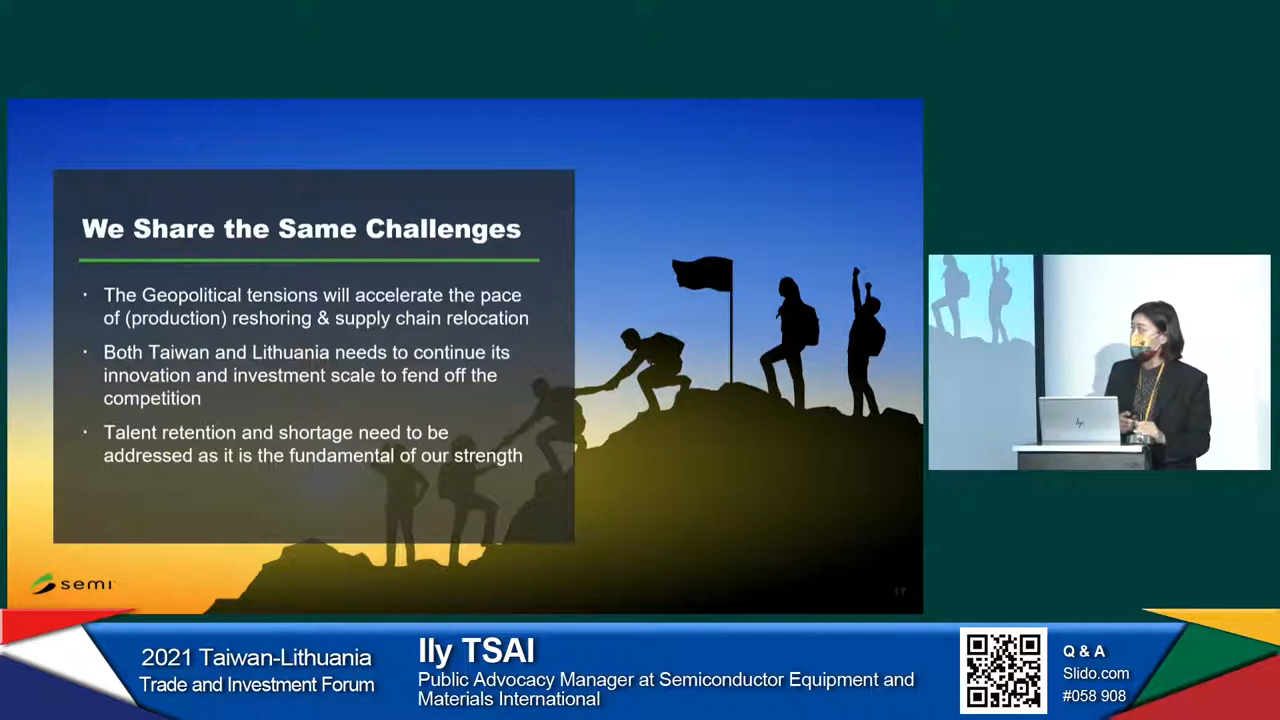 We Share the Same Challenges
· The Geopolitical tensions will accelerate the pace
of (production) reshoring & supply chain relocation
· Both Taiwan and Lithuania needs to continue its
innovation and investment scale to fend off the
competition
· Talent retention and shortage need to be
addressed as it is the fundamental of our strength
semi
17
hp
2021 Taiwan-Lithuania
Trade and Investment Forum
Ily TSAI
Public Advocacy Manager at Semiconductor Equipment and
Materials International
Q & A
Slido.com
#058 908